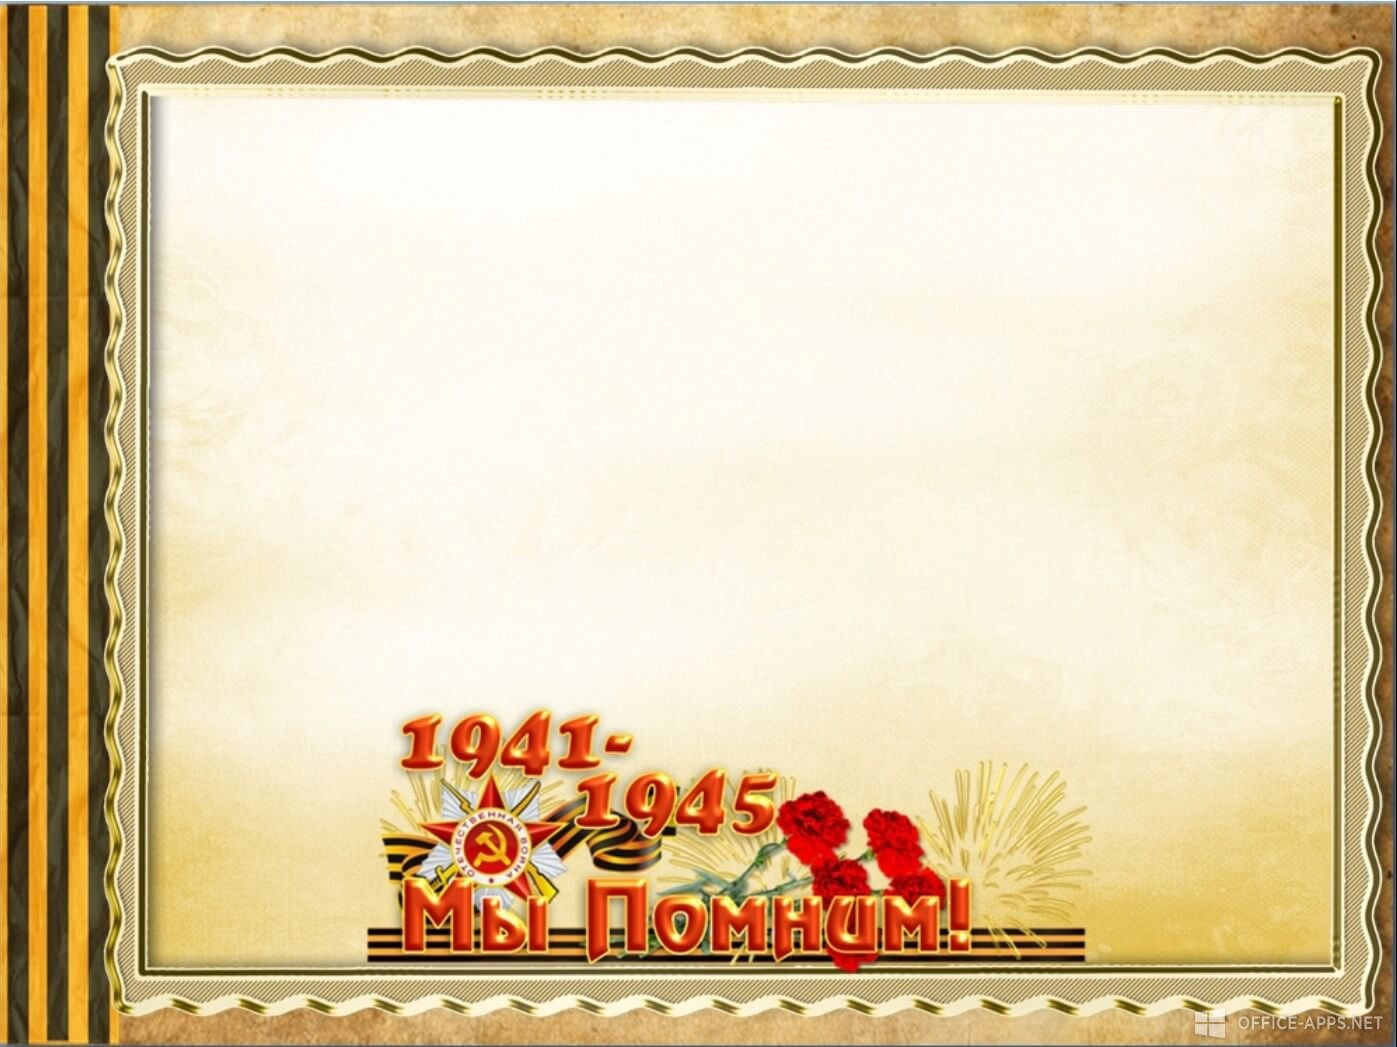 1941-
1945
ОТЕЧЕСТВЕННАЯ ВОЙНА
Мы Помним!
OFFICE-APPS.NET